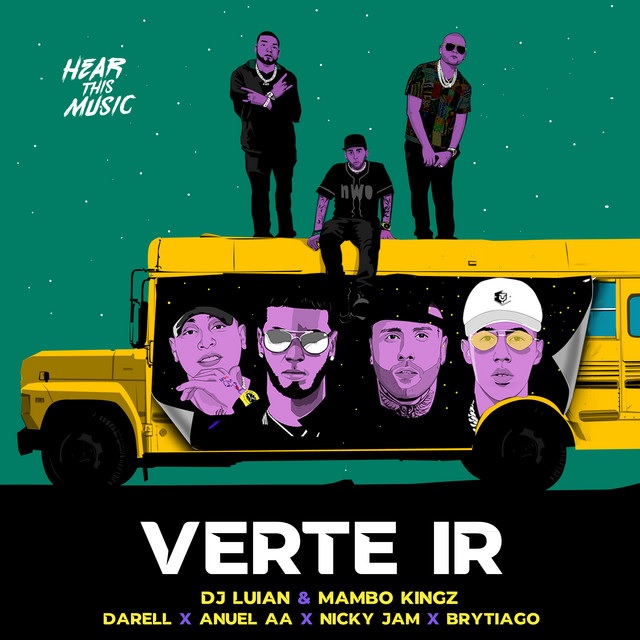 HEAR
THIS
MUSIC
NWO
VERTE IR
DJ LUIAN & MAMBO KINGZ
DARELL X ANUEL AA X NICKY JAM X BRYTIAGO